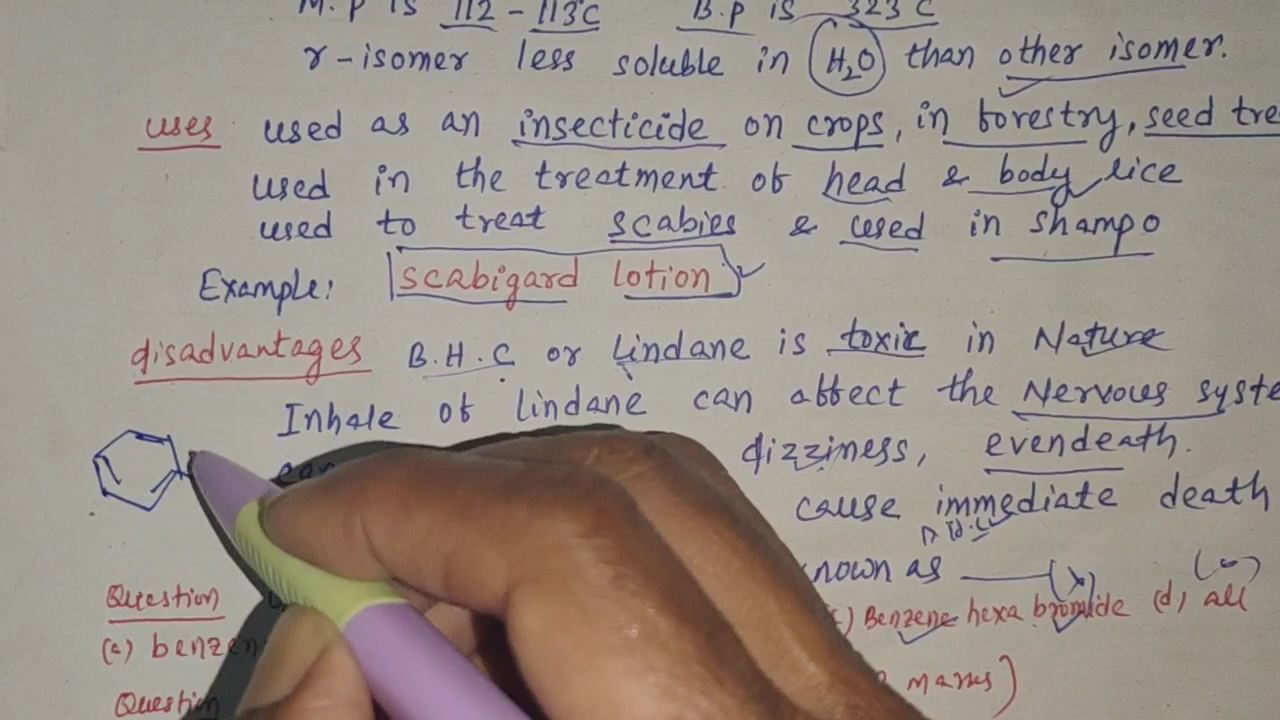 M.P is 112-113C B.P is 323C
r-isomer less soluble in H2O than other isomer.
uses used as an insecticide on crops, in forestry, seed tre
used in the treatment of head & body lice
used to treat scabies & used in shampo
Example: scabigard lotion
disadvantages B.H.C or Lindane is toxic in Nature
Inhale of lindane can affect the Nervous syste
dizziness, even death.
cause immediate death
nown as
Question
(a) benzen
c) Benzene hexa bromide (d) all
Question
marks)